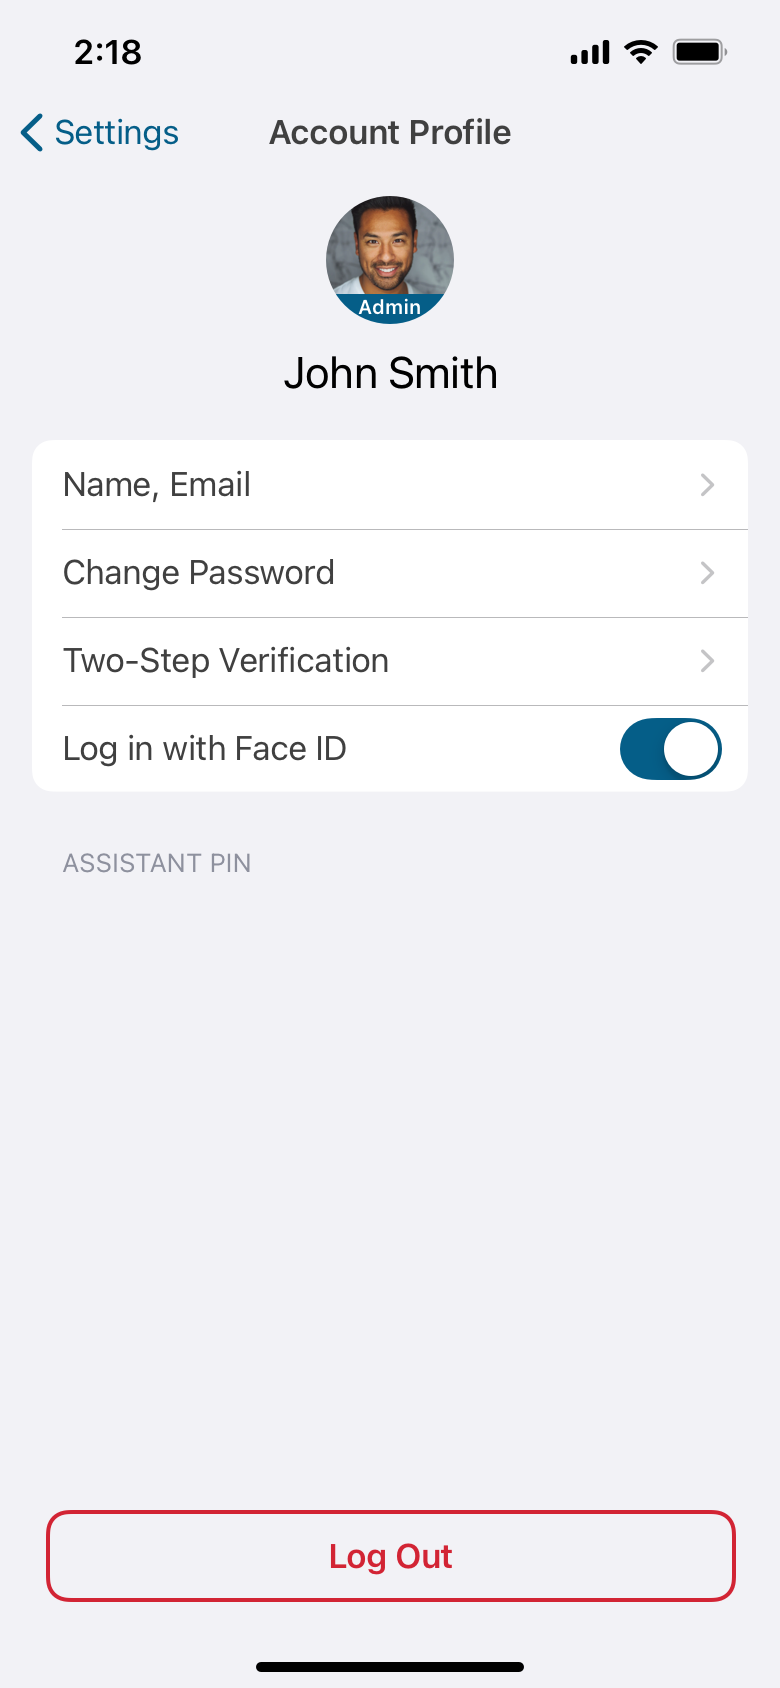 2:18
Settings
Account Profile
Admin
John Smith
Name, Email
Change Password
Two-Step Verification
Log in with Face ID
ASSISTANT PIN
Log Out